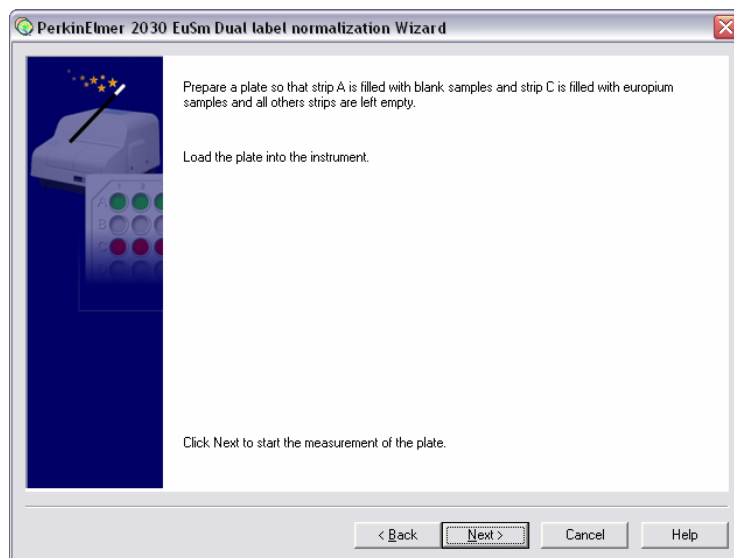 PerkinElmer 2030 EuSm Dual label normalization Wizard
Prepare a plate so that strip A is filled with blank samples and strip C is filled with europium
samples and all others strips are left empty.
Load the plate into the instrument.
1 2
A
B
C
D
Click Next to start the measurement of the plate.
< Back Next > Cancel Help